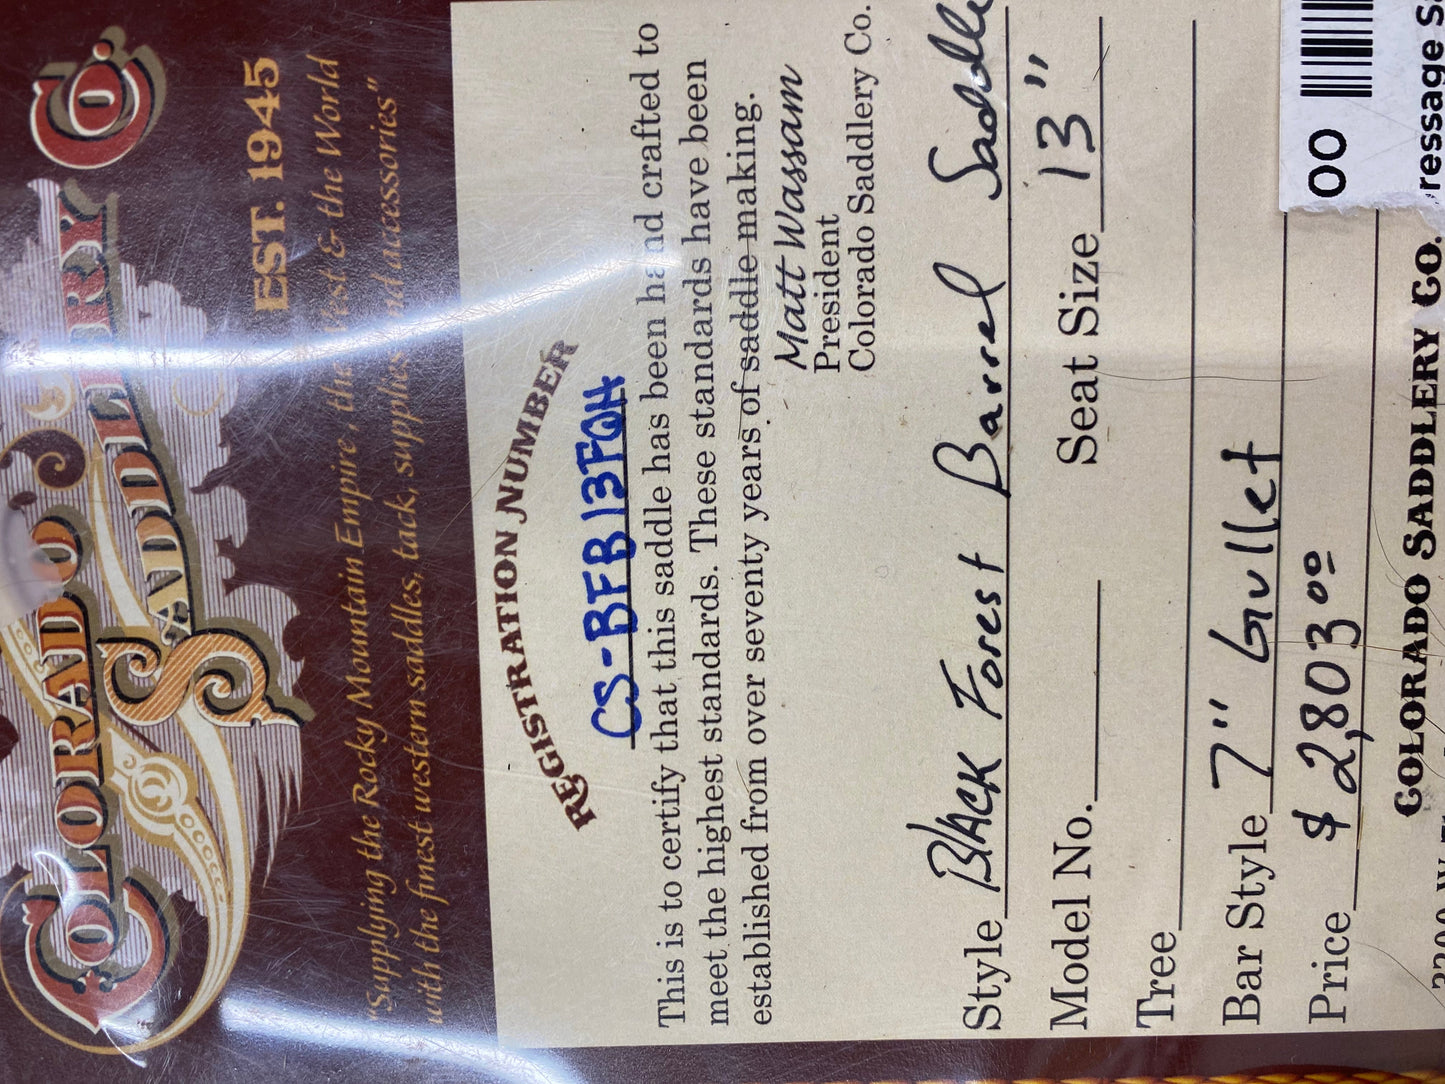 COLORADO
SADDLERY CO.
EST. 1945
"Supplying the Rocky Mountain Empire, the West & the World
with the finest western saddles, tack, supplies and accessories"
REGISTRATION NUMBER
CS-BFB13FQH
This is to certify that this saddle has been hand crafted to
meet the highest standards. These standards have been
established from over seventy years of saddle making.
Matt Wassam
President
Colorado Saddlery Co.
Style Black Forest Barrel Saddle
Model No. Seat Size 13"
Tree
Bar Style 7" Gullet
Price $ 2,803 00
00
COLORADO SADDLERY CO.